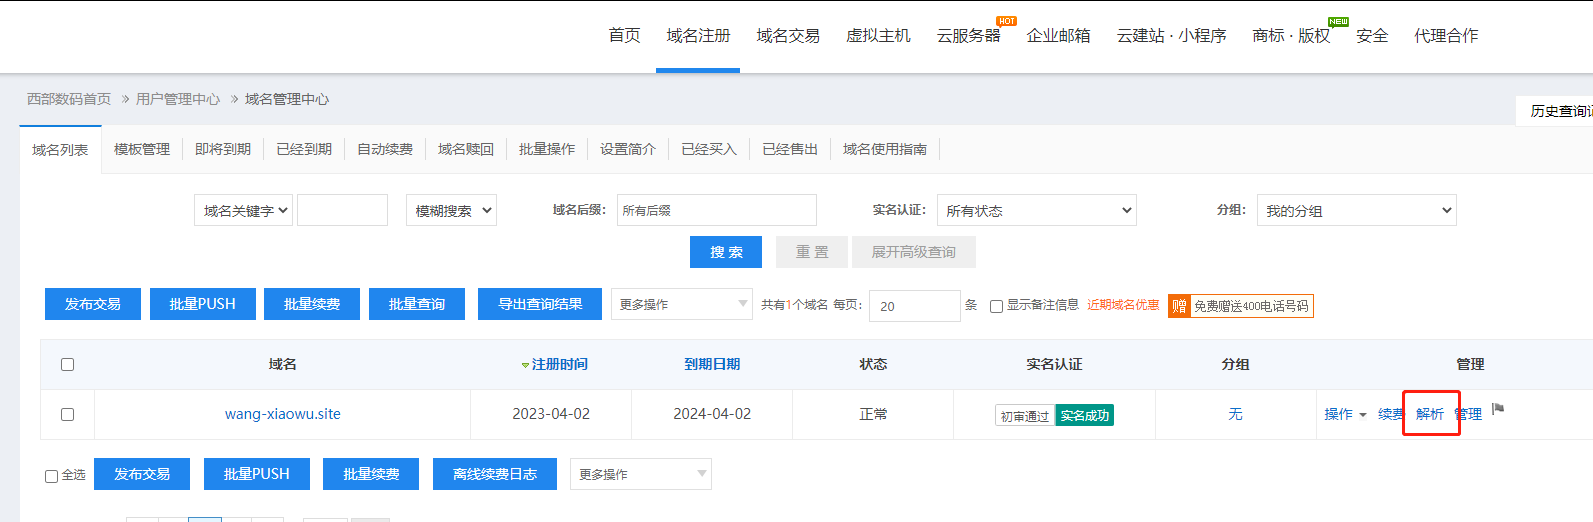 首页 域名注册 域名交易 虚拟主机 云服务器 HOT 企业邮箱 云建站 · 小程序 商标 · 版权 NEW 安全 代理合作
西部数码首页 » 用户管理中心 » 域名管理中心
历史查询
域名列表 模板管理 即将到期 已经到期 自动续费 域名赎回 批量操作 设置简介 已经买入 已经售出 域名使用指南
域名关键字 模糊搜索 域名后缀: 所有后缀 实名认证: 所有状态 分组: 我的分组
搜 索 重 置 展开高级查询
发布交易 批量PUSH 批量续费 批量查询 导出查询结果 更多操作 共有1个域名 每页: 20 条 显示备注信息 近期域名优惠 赠 免费赠送400电话号码
域名 注册时间 到期日期 状态 实名认证 分组 管理
wang-xiaowu.site 2023-04-02 2024-04-02 正常 初审通过 实名成功 无 操作 续费 解析 管理
全选 发布交易 批量PUSH 批量续费 离线续费日志 更多操作